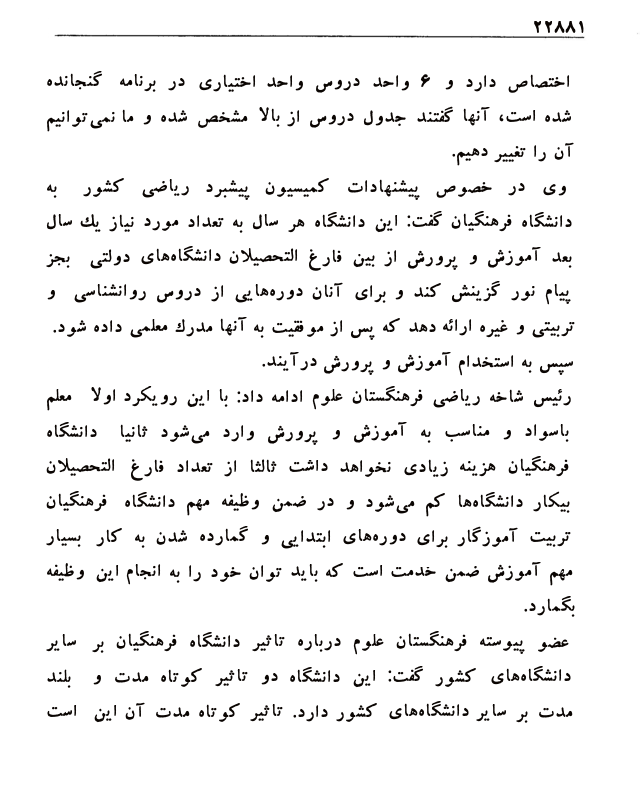 ۲۲۸۸۱
اختصاص دارد و ۶ واحد دروس واحد اختیاری در برنامه گنجانده
شده است، آنها گفتند جدول دروس از بالا مشخص شده و ما نمی‌توانیم
آن را تغییر دهیم.
وی در خصوص پیشنهادات کمیسیون پیشبرد ریاضی کشور به
دانشگاه فرهنگیان گفت: این دانشگاه هر سال به تعداد مورد نیاز یك سال
بعد آموزش و پرورش از بین فارغ التحصیلان دانشگاه‌های دولتی بجز
پیام نور گزینش کند و برای آنان دوره‌هایی از دروس روانشناسی و
تربیتی و غیره ارائه دهد که پس از موفقیت به آنها مدرك معلمی داده شود.
سپس به استخدام آموزش و پرورش درآیند.
رئیس شاخه ریاضی فرهنگستان علوم ادامه داد: با این رویکرد اولا معلم
باسواد و مناسب به آموزش و پرورش وارد می‌شود ثانیا دانشگاه
فرهنگیان هزینه زیادی نخواهد داشت ثالثا از تعداد فارغ التحصیلان
بیکار دانشگاه‌ها کم می‌شود و در ضمن وظیفه مهم دانشگاه فرهنگیان
تربیت آموزگار برای دوره‌های ابتدایی و گمارده شدن به کار بسیار
مهم آموزش ضمن خدمت است که باید توان خود را به انجام این وظیفه
بگمارد.
عضو پیوسته فرهنگستان علوم درباره تاثیر دانشگاه فرهنگیان بر سایر
دانشگاه‌های کشور گفت: این دانشگاه دو تاثیر کوتاه مدت و بلند
مدت بر سایر دانشگاه‌های کشور دارد. تاثیر کوتاه مدت آن این است